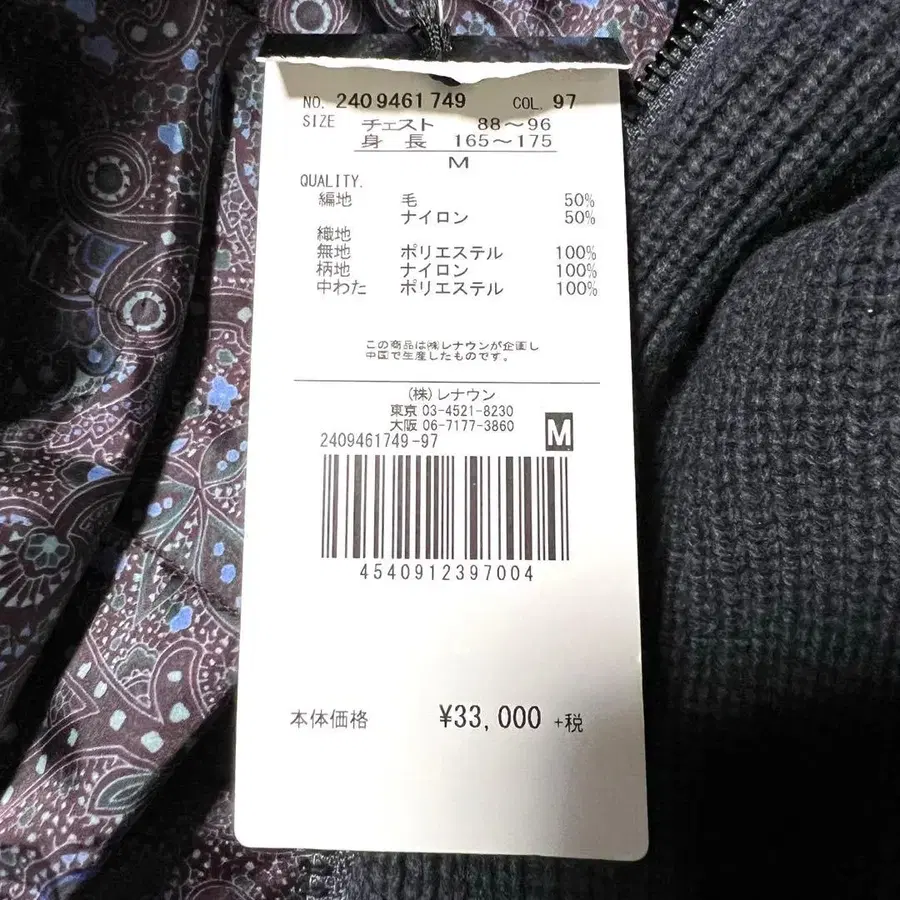 NO. 2409461749 COL. 97
SIZE チェスト 88～96
身長 165～175
M
QUALITY.
編地 毛 50%
ナイロン 50%
織地
無地 ポリエステル 100%
柄地 ナイロン 100%
中わた ポリエステル 100%
この商品は㈱レナウンが企画し
中国で生産したものです。
(株)レナウン
東京 03-4521-8230
大阪 06-7177-3860
2409461749-97 M
4540912397004
本体価格 ¥33,000 +税